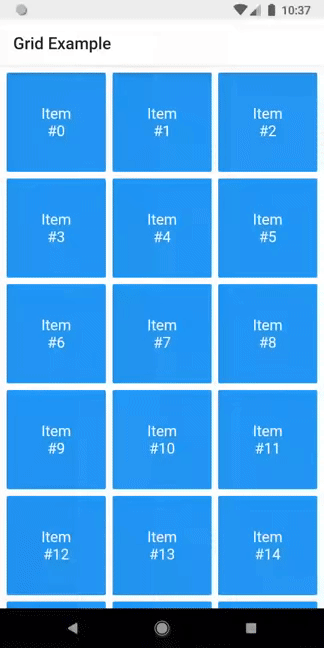 10:37
Grid Example
Item
#0
Item
#1
Item
#2
Item
#3
Item
#4
Item
#5
Item
#6
Item
#7
Item
#8
Item
#9
Item
#10
Item
#11
Item
#12
Item
#13
Item
#14